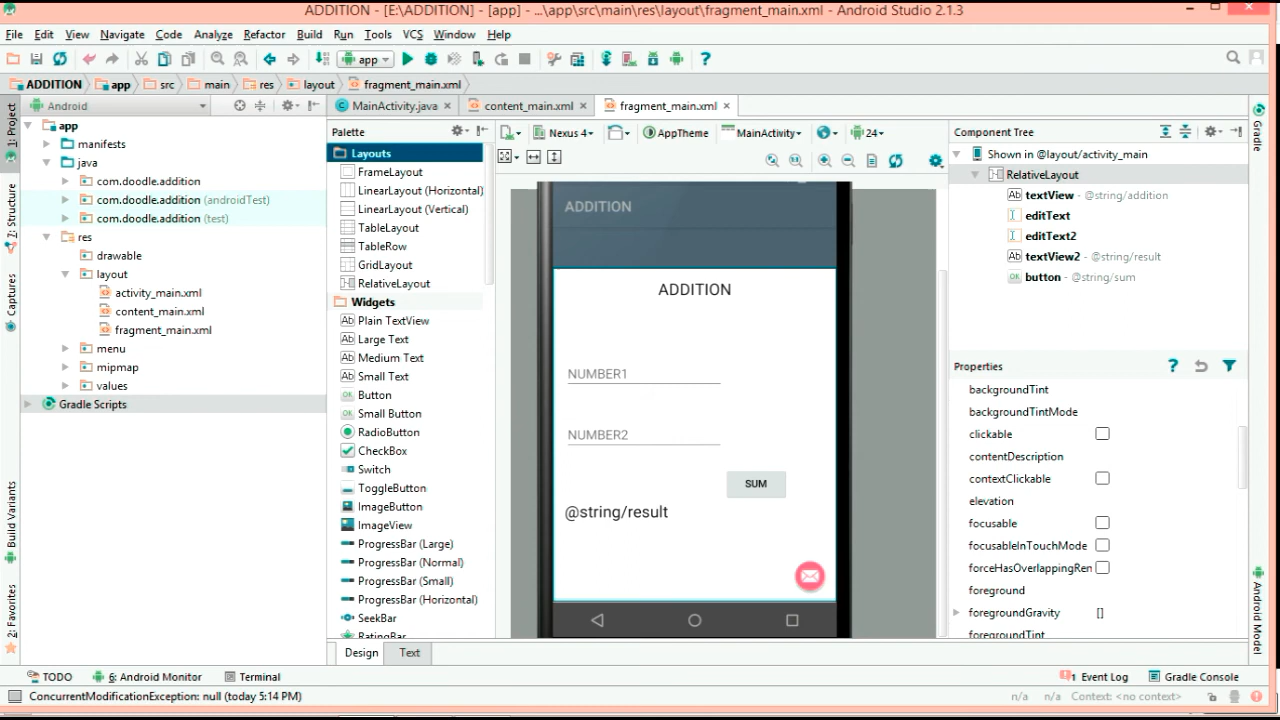 ADDITION - [E:\ADDITION] - [app] - ...\app\src\main\res\layout\fragment_main.xml - Android Studio 2.1.3
File Edit View Navigate Code Analyze Refactor Build Run Tools VCS Window Help
app
ADDITION app src main res layout fragment_main.xml
1: Project
Z: Structure
Captures
Build Variants
2: Favorites
Android
app
manifests
java
com.doodle.addition
com.doodle.addition (androidTest)
com.doodle.addition (test)
res
drawable
layout
activity_main.xml
content_main.xml
fragment_main.xml
menu
mipmap
values
Gradle Scripts
MainActivity.java content_main.xml fragment_main.xml
Palette
Layouts
FrameLayout
LinearLayout (Horizontal)
LinearLayout (Vertical)
TableLayout
TableRow
GridLayout
RelativeLayout
Widgets
Plain TextView
Large Text
Medium Text
Small Text
Button
Small Button
RadioButton
CheckBox
Switch
ToggleButton
ImageButton
ImageView
ProgressBar (Large)
ProgressBar (Normal)
ProgressBar (Small)
ProgressBar (Horizontal)
SeekBar
RatingBar
Nexus 4 AppTheme MainActivity 24
ADDITION
ADDITION
NUMBER1
NUMBER2
SUM
@string/result
Design Text
Component Tree
Shown in @layout/activity_main
RelativeLayout
Ab textView - @string/addition
editText
editText2
Ab textView2 - @string/result
OK button - @string/sum
Properties
backgroundTint
backgroundTintMode
clickable
contentDescription
contextClickable
elevation
focusable
focusableInTouchMode
forceHasOverlappingRen
foreground
foregroundGravity []
foregroundTint
Gradle
Android Model
TODO 6: Android Monitor Terminal 1 Event Log Gradle Console
ConcurrentModificationException: null (today 5:14 PM) n/a n/a Context: <no context>